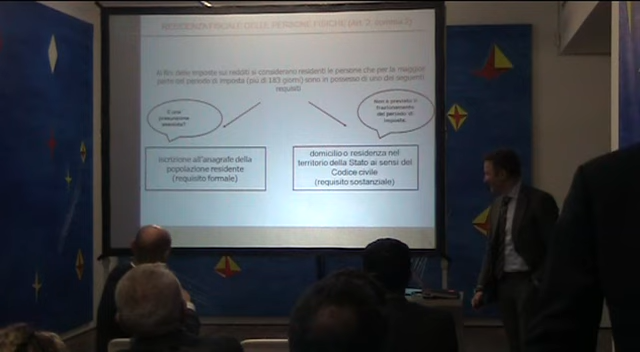 RESIDENZA FISCALE DELLE PERSONE FISICHE (Art. 2, comma 2)
Ai fini delle imposte sui redditi si considerano residenti le persone che per la maggior
parte del periodo di imposta (più di 183 giorni) sono in possesso di uno dei seguenti
requisiti
E' una
presunzione
assoluta?
Non è previsto il
frazionamento
del periodo di
imposta
iscrizione all'anagrafe della
popolazione residente
(requisito formale)
domicilio o residenza nel
territorio dello Stato ai sensi del
Codice civile
(requisito sostanziale)